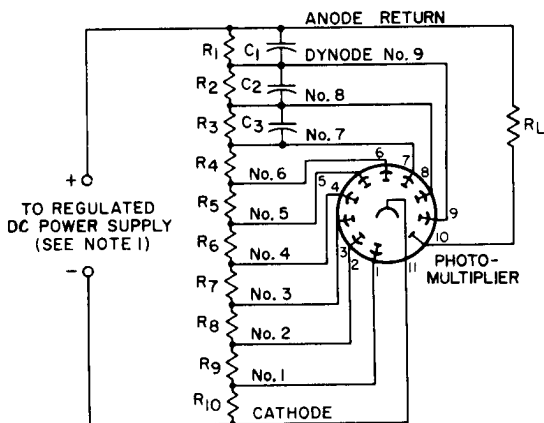 ANODE RETURN
R1 C1 DYNODE No. 9
R2 C2 No. 8
R3 C3 No. 7
RL
R4
No. 6
R5
No. 5
R6
No. 4
R7
No. 3
R8
No. 2
R9
No. 1
R10
CATHODE
+
TO REGULATED
DC POWER SUPPLY
(SEE NOTE 1)
-
1
2
3
4
5
6
7
8
9
10
11
PHOTO-
MULTIPLIER